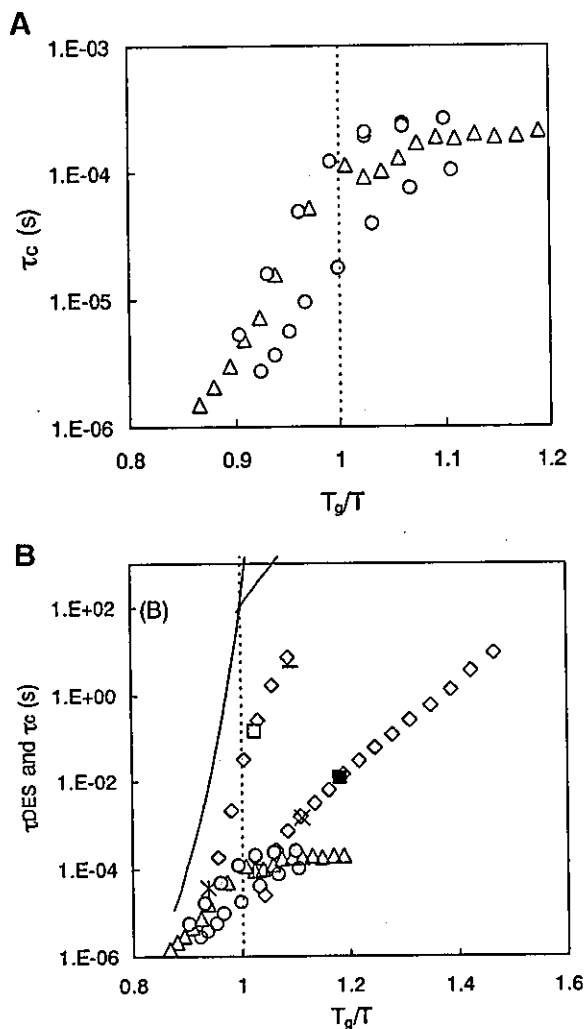 A
1.E-03
1.E-04
1.E-05
1.E-06
τc (s)
0.8 0.9 1 1.1 1.2
Tg/T
B
(B)
1.E+02
1.E+00
1.E-02
1.E-04
1.E-06
τDES and τc (s)
0.8 1 1.2 1.4 1.6
Tg/T